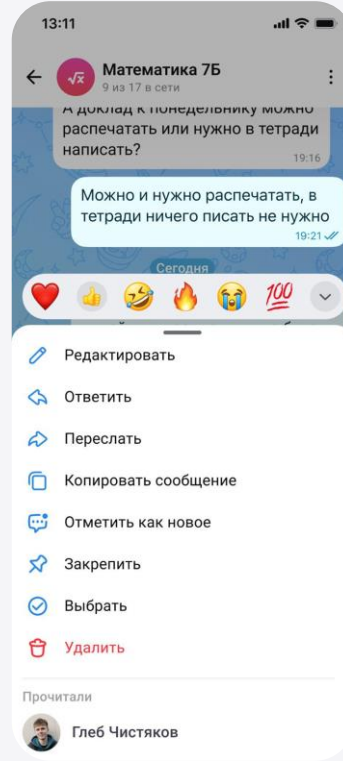 13:11
Математика 7Б
9 из 17 в сети
А доклад к понедельнику можно
распечатать или нужно в тетради
написать?
19:16
Можно и нужно распечатать, в
тетради ничего писать не нужно
19:21
Сегодня
Редактировать
Ответить
Переслать
Копировать сообщение
Отметить как новое
Закрепить
Выбрать
Удалить
Прочитали
Глеб Чистяков